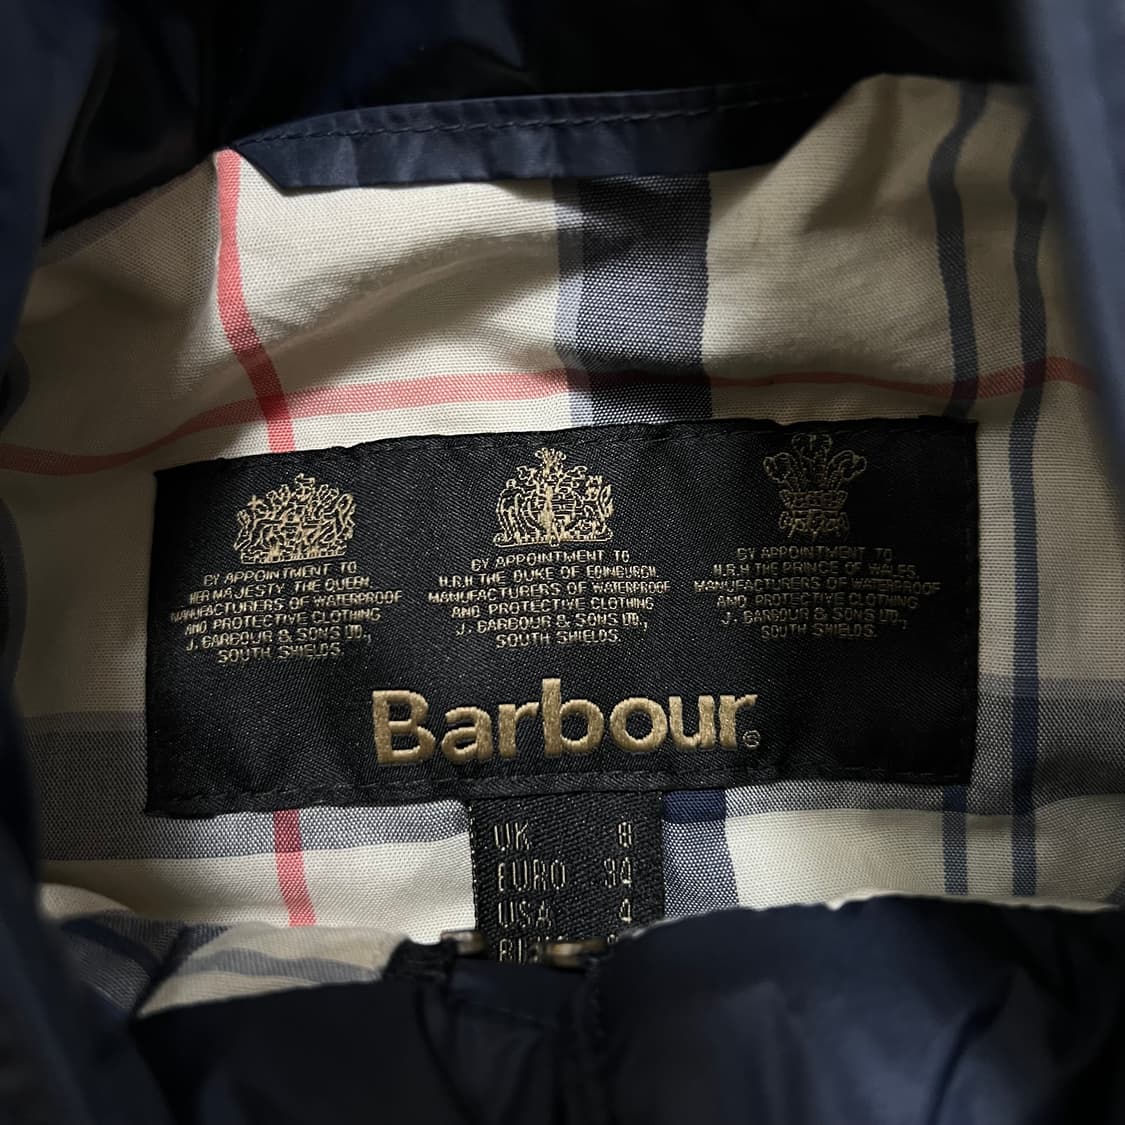 BY APPOINTMENT TO
HER MAJESTY THE QUEEN
MANUFACTURERS OF WATERPROOF
AND PROTECTIVE CLOTHING
J. BARBOUR & SONS LTD.,
SOUTH SHIELDS.
BY APPOINTMENT TO
H.R.H THE DUKE OF EDINBURGH
MANUFACTURERS OF WATERPROOF
AND PROTECTIVE CLOTHING
J. BARBOUR & SONS LTD.,
SOUTH SHIELDS.
BY APPOINTMENT TO
H.R.H THE PRINCE OF WALES
MANUFACTURERS OF WATERPROOF
AND PROTECTIVE CLOTHING
J. BARBOUR & SONS LTD.,
SOUTH SHIELDS.
Barbour
UK 8
EURO 34
USA 4